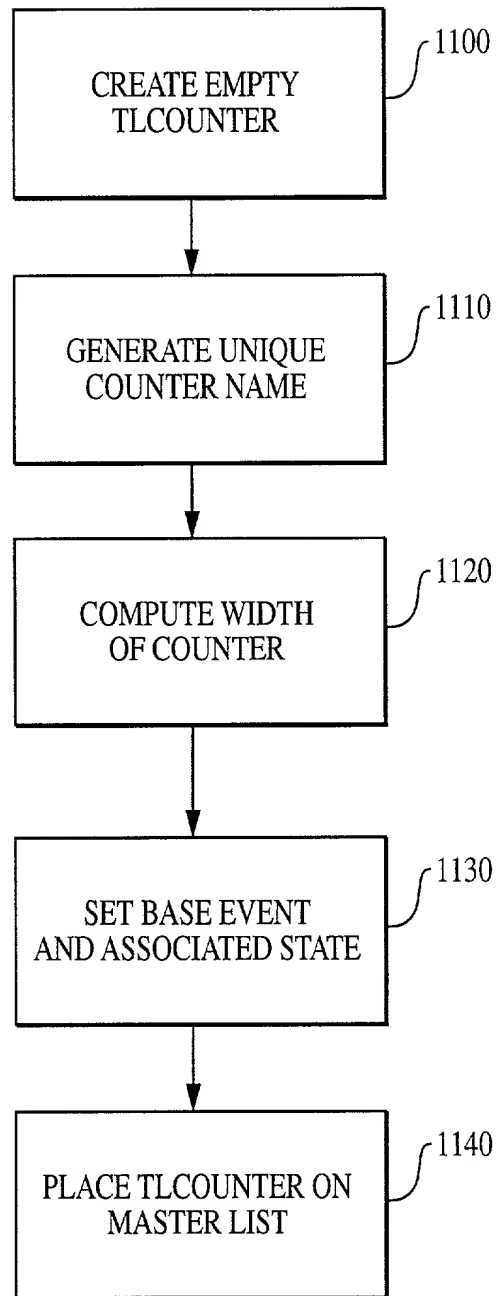 CREATE EMPTY
TLCOUNTER
1100
GENERATE UNIQUE
COUNTER NAME
1110
COMPUTE WIDTH
OF COUNTER
1120
SET BASE EVENT
AND ASSOCIATED STATE
1130
PLACE TLCOUNTER ON
MASTER LIST
1140